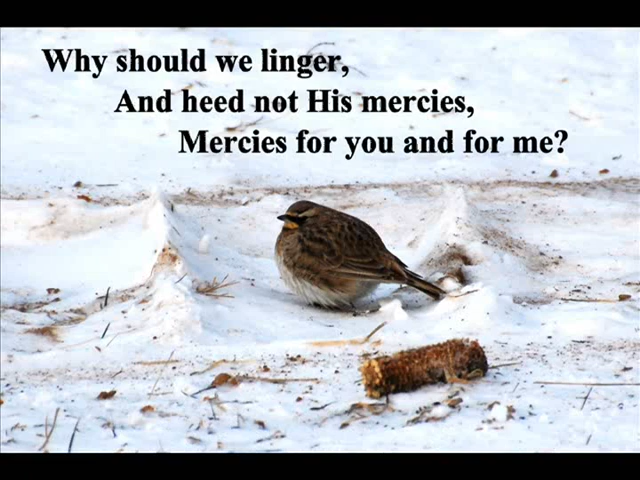 Why should we linger,
And heed not His mercies,
Mercies for you and for me?